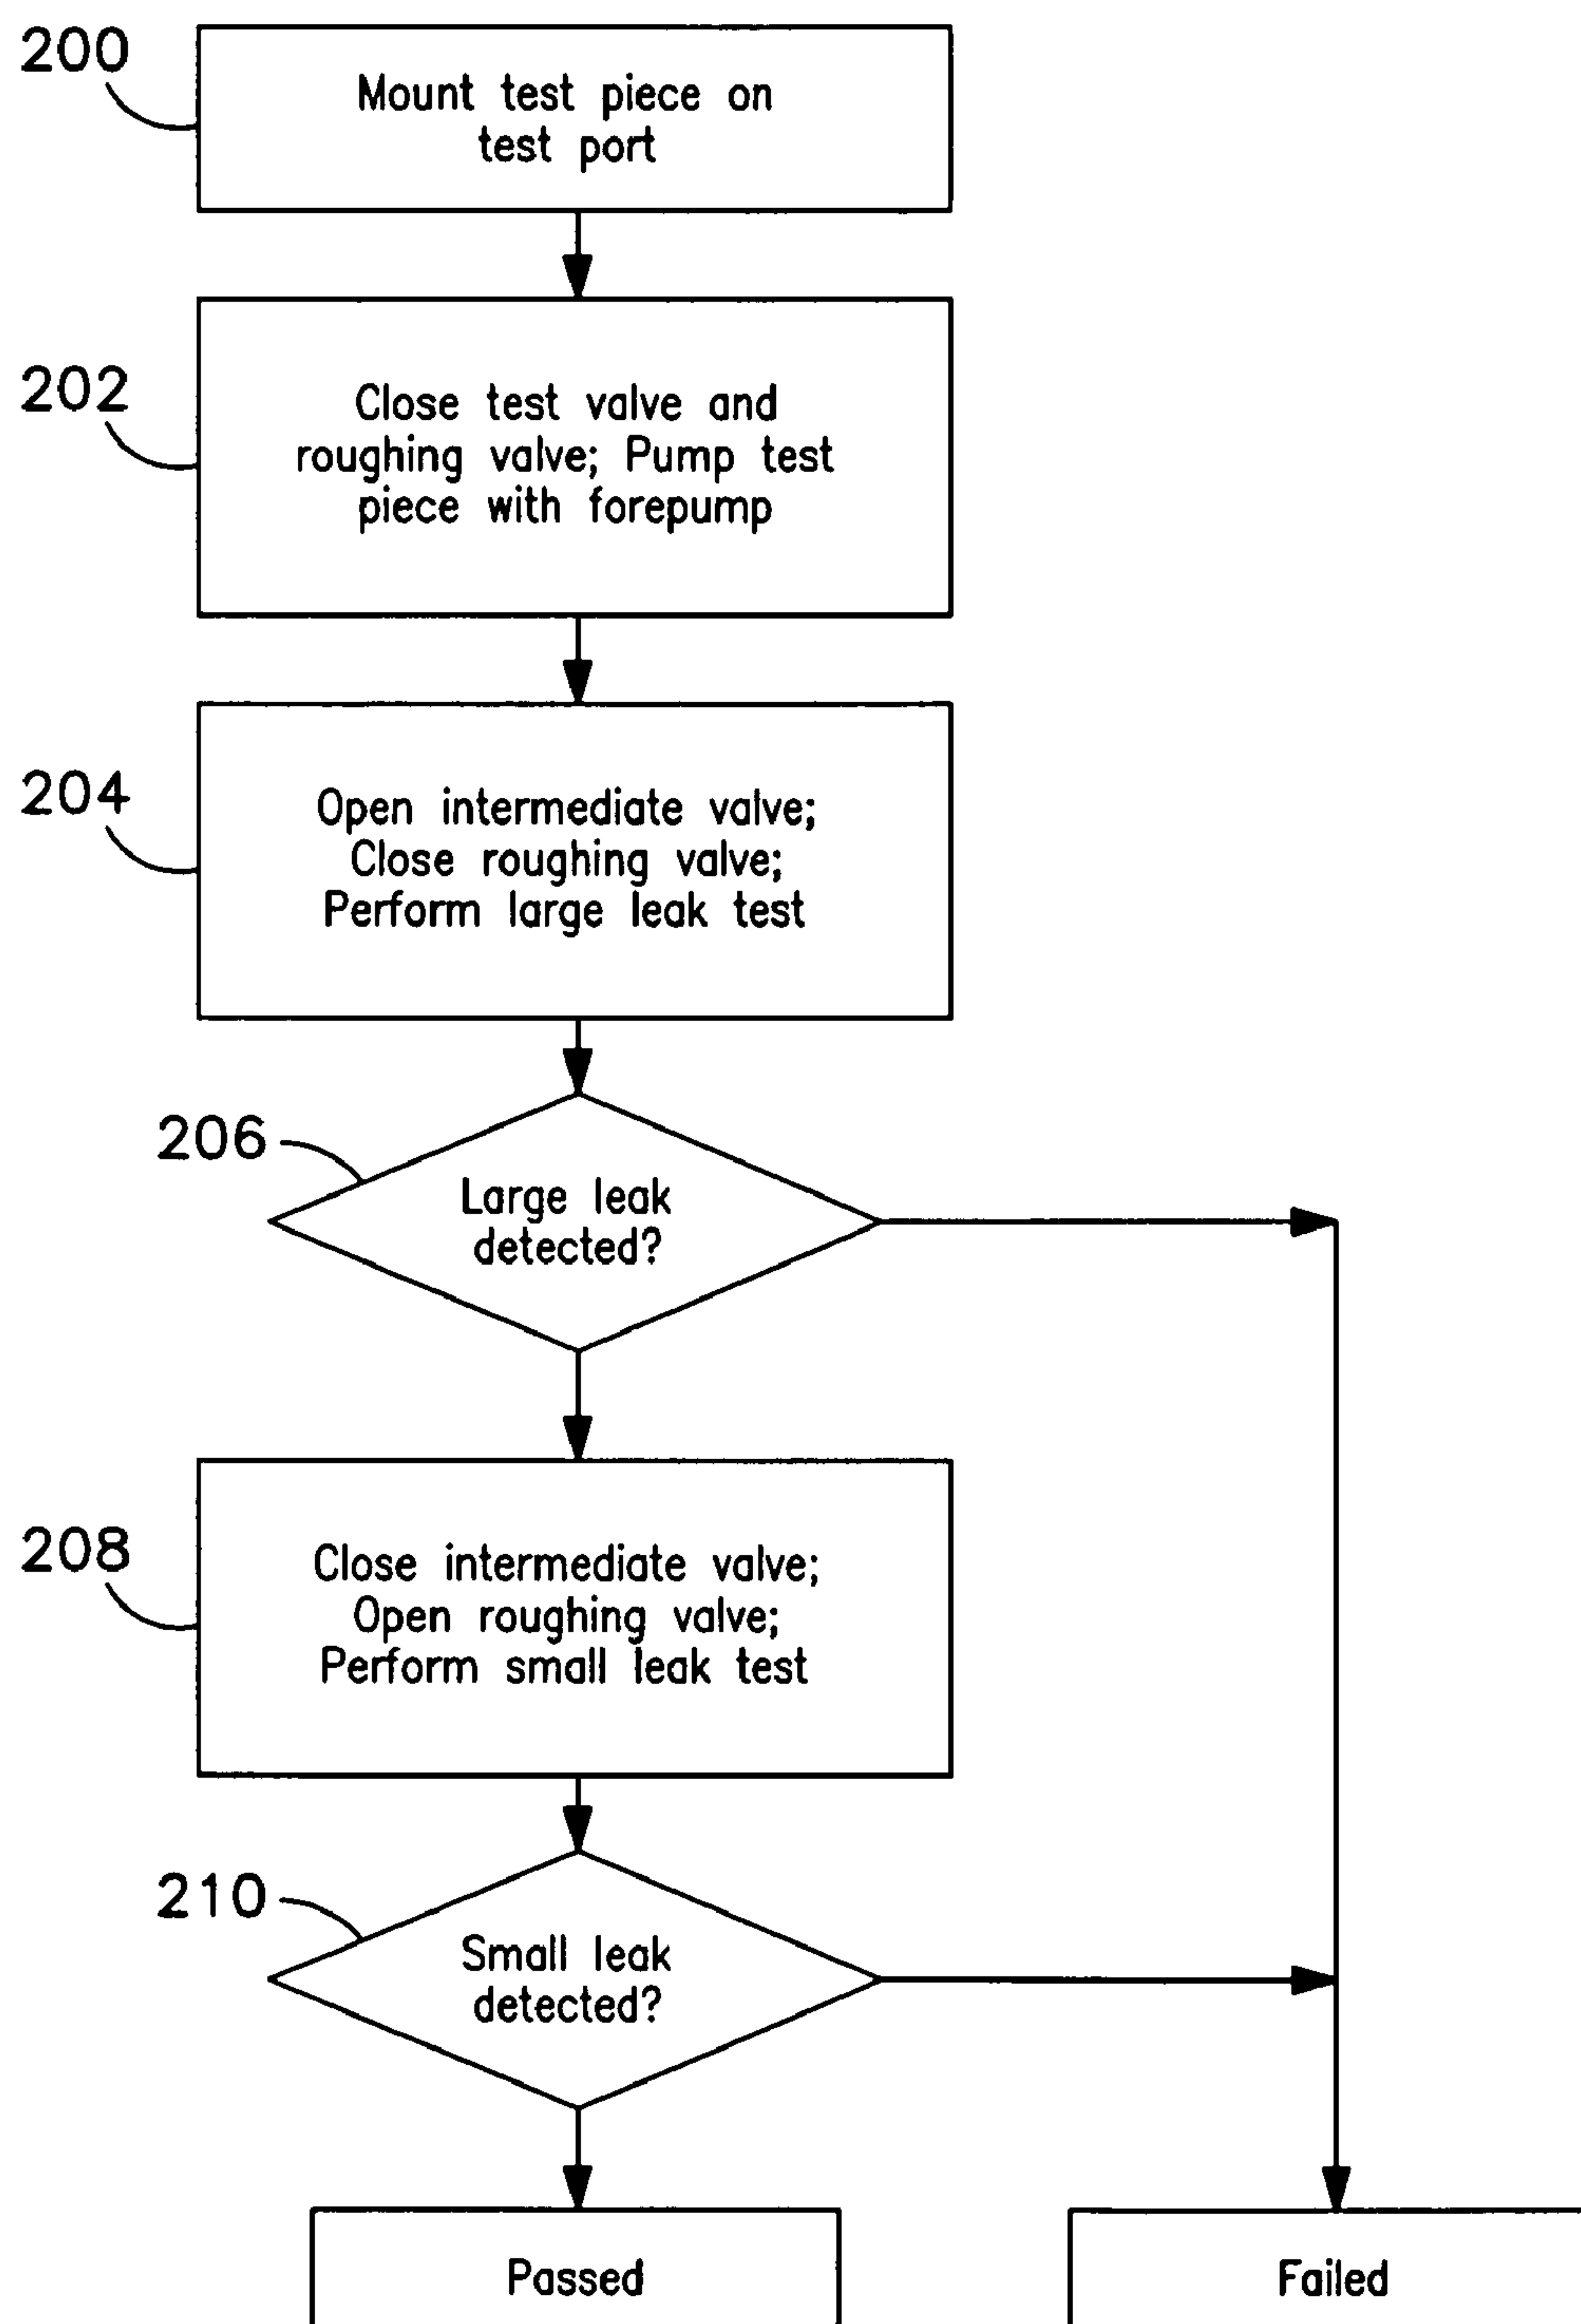 200
Mount test piece on
test port
202
Close test valve and
roughing valve; Pump test
piece with forepump
204
Open intermediate valve;
Close roughing valve;
Perform large leak test
206
Large leak
detected?
208
Close intermediate valve;
Open roughing valve;
Perform small leak test
210
Small leak
detected?
Passed
Failed